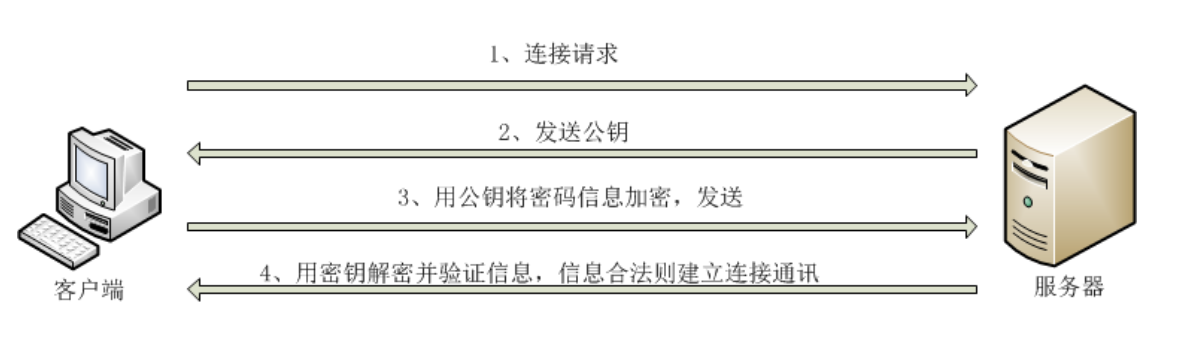 1、连接请求
2、发送公钥
3、用公钥将密码信息加密，发送
4、用密钥解密并验证信息，信息合法则建立连接通讯
客户端
服务器